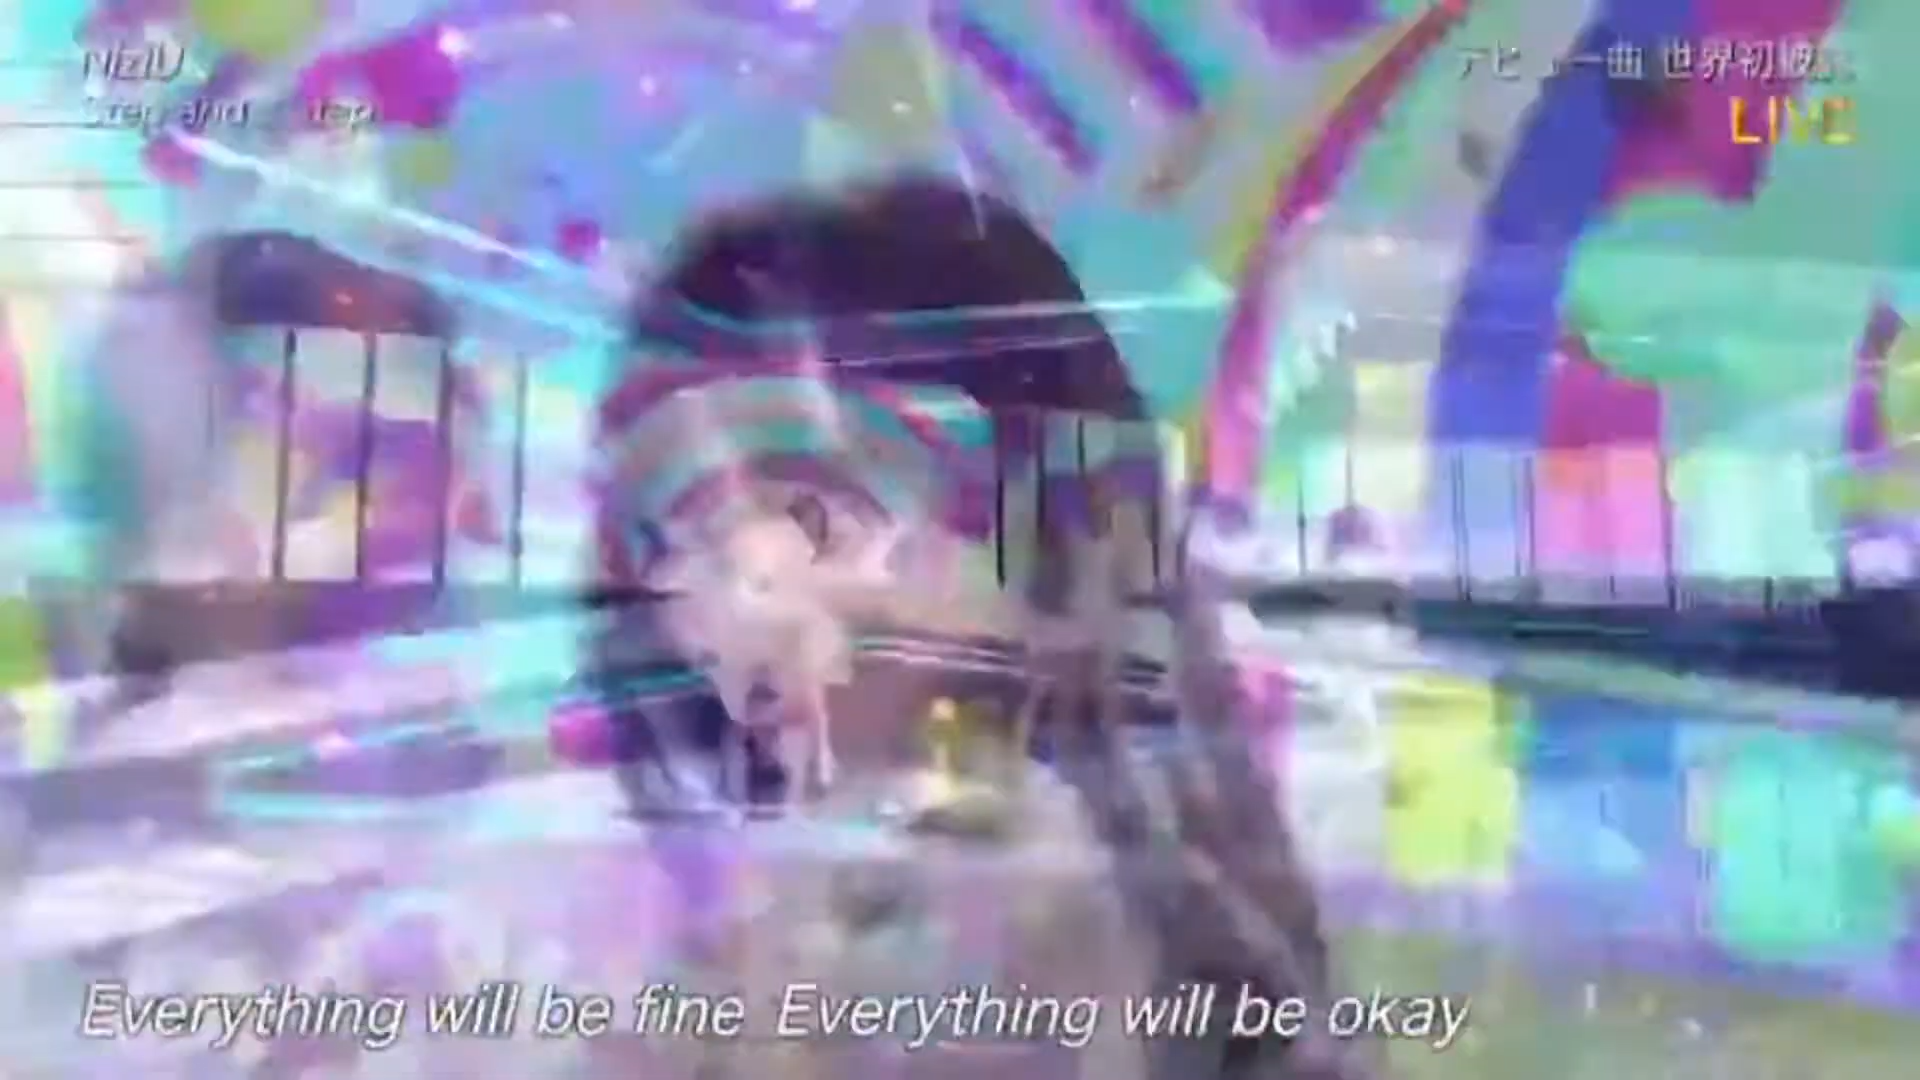 NiziU
Step and a step
デビュー曲 世界初披露
LIVE
Everything will be fine Everything will be okay